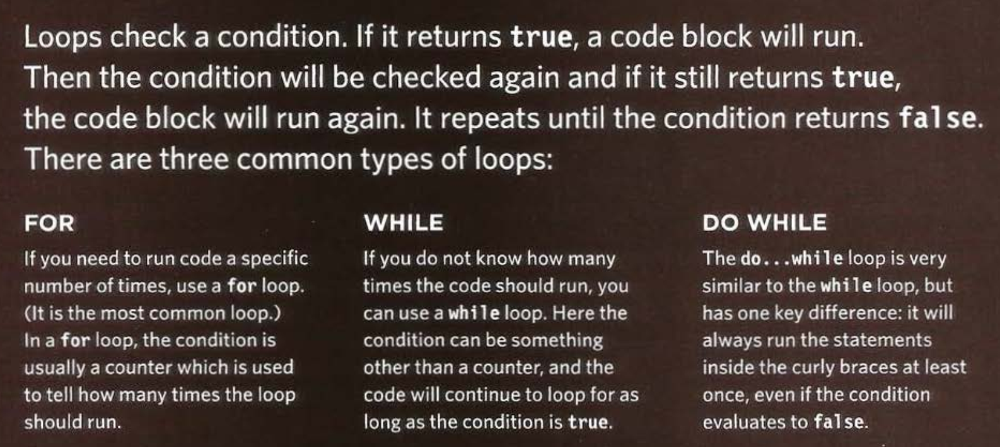 Loops check a condition. If it returns true, a code block will run.
Then the condition will be checked again and if it still returns true,
the code block will run again. It repeats until the condition returns false.
There are three common types of loops:
FOR
If you need to run code a specific
number of times, use a for loop.
(It is the most common loop.)
In a for loop, the condition is
usually a counter which is used
to tell how many times the loop
should run.
WHILE
If you do not know how many
times the code should run, you
can use a while loop. Here the
condition can be something
other than a counter, and the
code will continue to loop for as
long as the condition is true.
DO WHILE
The do...while loop is very
similar to the while loop, but
has one key difference: it will
always run the statements
inside the curly braces at least
once, even if the condition
evaluates to false.